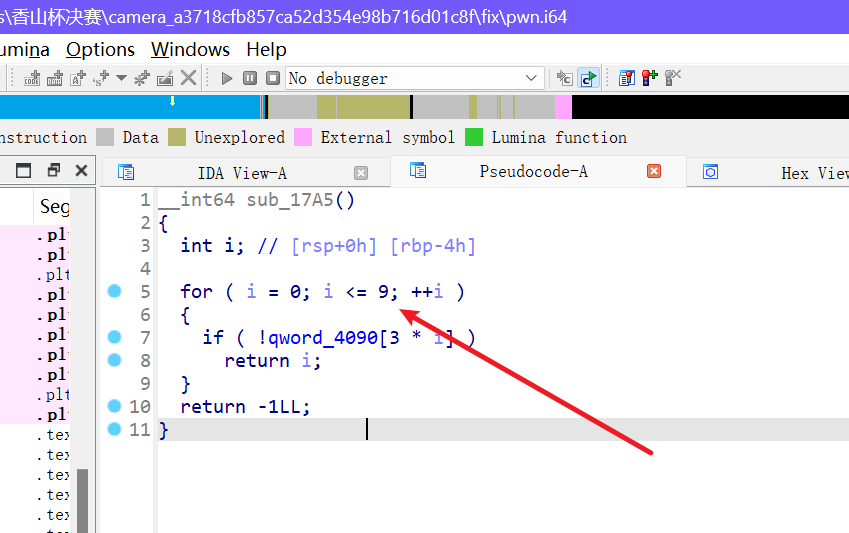 s\香山杯决赛\camera_a3718cfb857ca52d354e98b716d01c8f\fix\pwn.i64
umina Options Windows Help
No debugger
nstruction Data Unexplored External symbol Lumina function
IDA View-A Pseudocode-A Hex View
Seg
.pl
.pl
.plt
.pl
.pl
.pl
.pl
.pl
.plt
.pl
.tex
.tex
.tex
.tex
.tex
1 __int64 sub_17A5()
2 {
3 int i; // [rsp+0h] [rbp-4h]
4
5 for ( i = 0; i <= 9; ++i )
6 {
7 if ( !qword_4090[3 * i] )
8 return i;
9 }
10 return -1LL;
11 }